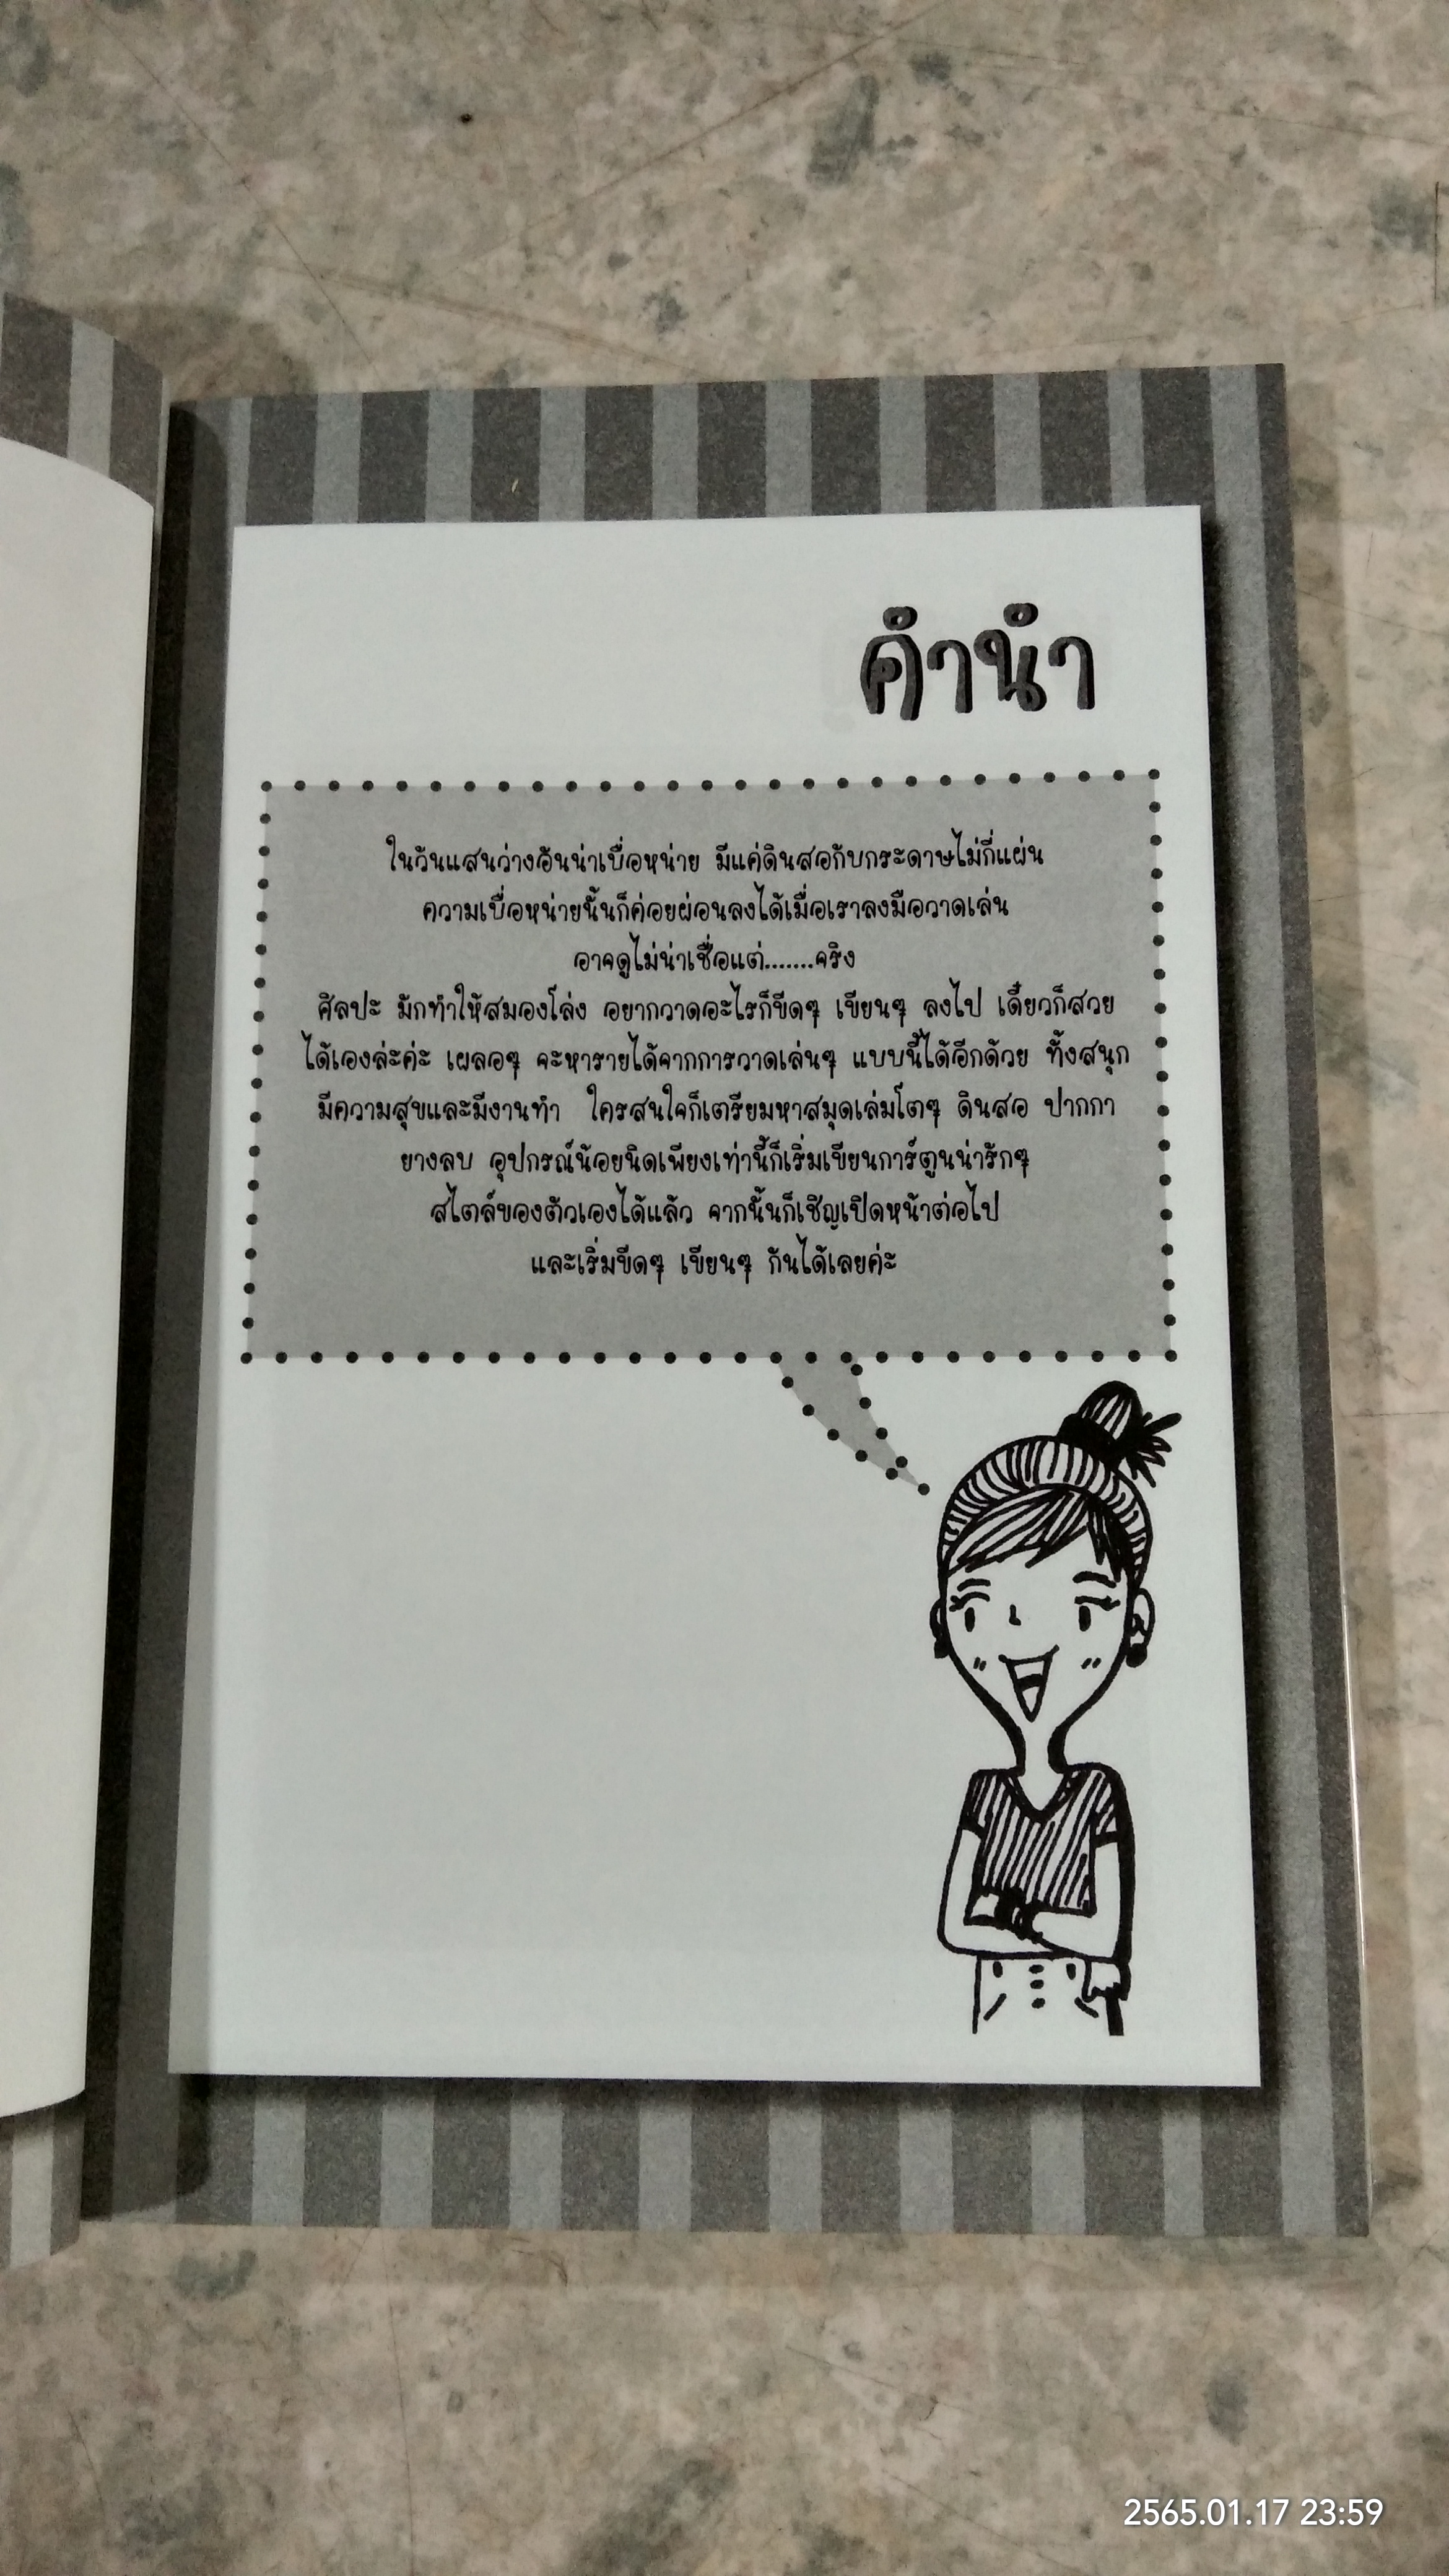 คำนำ
ในวันแสนว่างอันน่าเบื่อหน่าย มีแค่ดินสอกับกระดาษไม่กี่แผ่น
ความเบื่อหน่ายนั้นก็ค่อยผ่อนลงได้เมื่อเราลงมือวาดเล่น
อาจดูไม่น่าเชื่อแต่.......จริง
ศิลปะ มักทำให้สมองโล่ง อยากวาดอะไรก็ขีดๆ เขียนๆ ลงไป เดี๋ยวก็สวย
ได้เองล่ะค่ะ เผลอๆ จะหารายได้จากการวาดเล่นๆ แบบนี้ได้อีกด้วย ทั้งสนุก
มีความสุขและมีงานทำ ใครสนใจก็เตรียมหาสมุดเล่มโตๆ ดินสอ ปากกา
ยางลบ อุปกรณ์น้อยนิดเพียงเท่านี้ก็เริ่มเขียนการ์ตูนน่ารักๆ
สไตล์ของตัวเองได้แล้ว จากนั้นก็เชิญเปิดหน้าต่อไป
และเริ่มขีดๆ เขียนๆ กันได้เลยค่ะ
2565.01.17 23:59